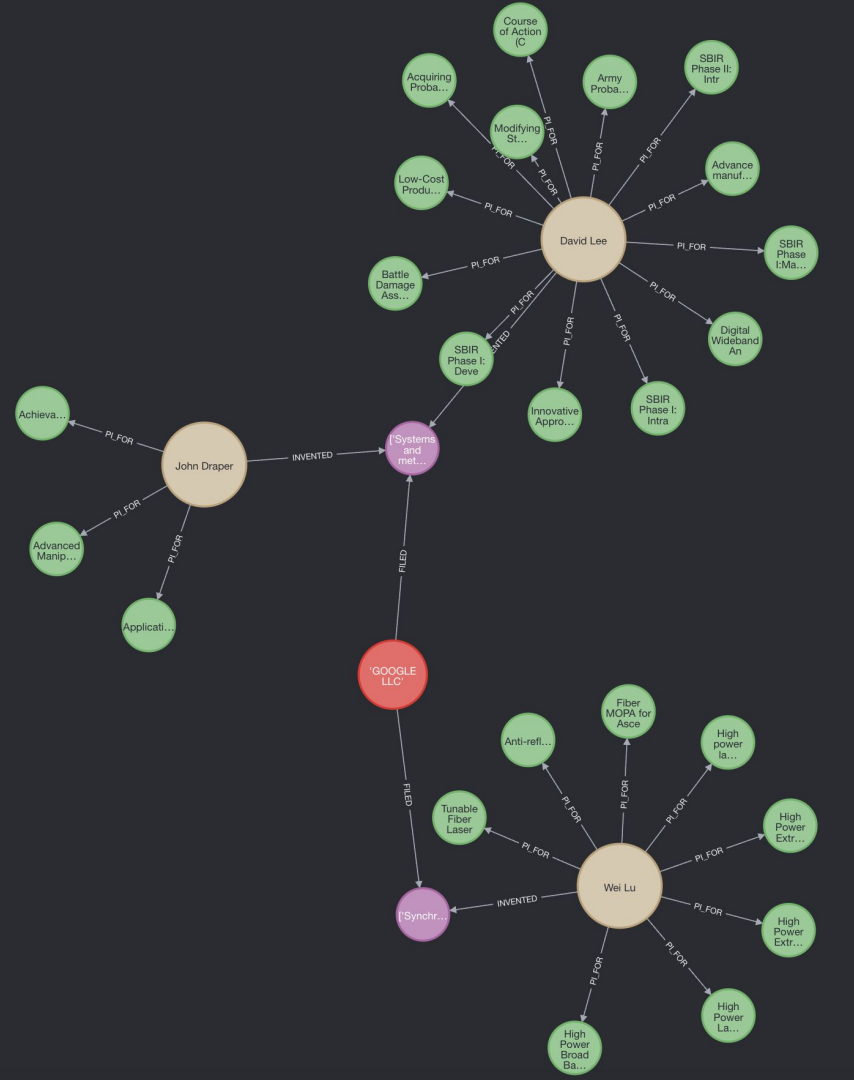 Course
of Action
(C
SBIR
Phase II:
Intr
Acquiring
Proba...
Army
Proba...
Modifying
St...
PI_FOR
PI_FOR
PI_FOR
PI_FOR
PI_FOR
Low-Cost
Produ...
Advance
manuf...
PI_FOR
PI_FOR
David Lee
PI_FOR
SBIR
Phase
I:Ma...
Battle
Damage
Ass...
PI_FOR
PI_FOR
PI_FOR
PI_FOR
PI_FOR
ENTED
Digital
Wideband
An
SBIR
Phase I:
Deve
Innovative
Appro...
SBIR
Phase I:
Intra
Achieva...
PI_FOR
John Draper
INVENTED
['Systems
and
met...
PI_FOR
PI_FOR
Advanced
Manip...
Applicati...
FILED
'GOOGLE
LLC'
FILED
Fiber
MOPA for
Asce
Anti-refl...
High
power
la...
PI_FOR
PI_FOR
PI_FOR
Tunable
Fiber
Laser
High
Power
Extr...
PI_FOR
PI_FOR
Wei Lu
INVENTED
['Synchr...
PI_FOR
High
Power
Extr...
PI_FOR
PI_FOR
High
Power
La...
High
Power
Broad
Ba...